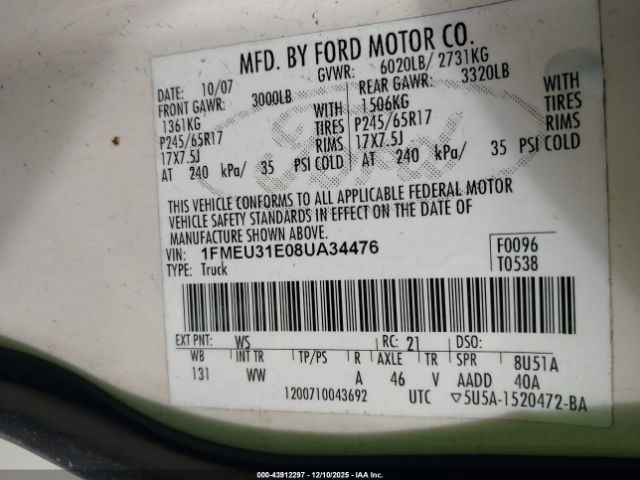 MFD. BY FORD MOTOR CO.
DATE: 10/07 GVWR: 6020LB/ 2731KG
FRONT GAWR: 3000LB REAR GAWR: 3320LB
1361KG WITH 1506KG WITH
P245/65R17 TIRES P245/65R17 TIRES
17X7.5J RIMS 17X7.5J RIMS
AT 240 kPa/ 35 PSI COLD AT 240 kPa/ 35 PSI COLD
Ford
THIS VEHICLE CONFORMS TO ALL APPLICABLE FEDERAL MOTOR
VEHICLE SAFETY STANDARDS IN EFFECT ON THE DATE OF
MANUFACTURE SHOWN ABOVE.
VIN: 1FMEU31E08UA34476 F0096
TYPE: Truck T0538
EXT PNT: WS RC: 21 DSO:
WB INT TR TP/PS R AXLE TR SPR 8U51A
131 WW A 46 V AADD 40A
1200710043692 UTC ▽5U5A-1520472-BA
000-43912297 - 12/10/2025 - IAA.com